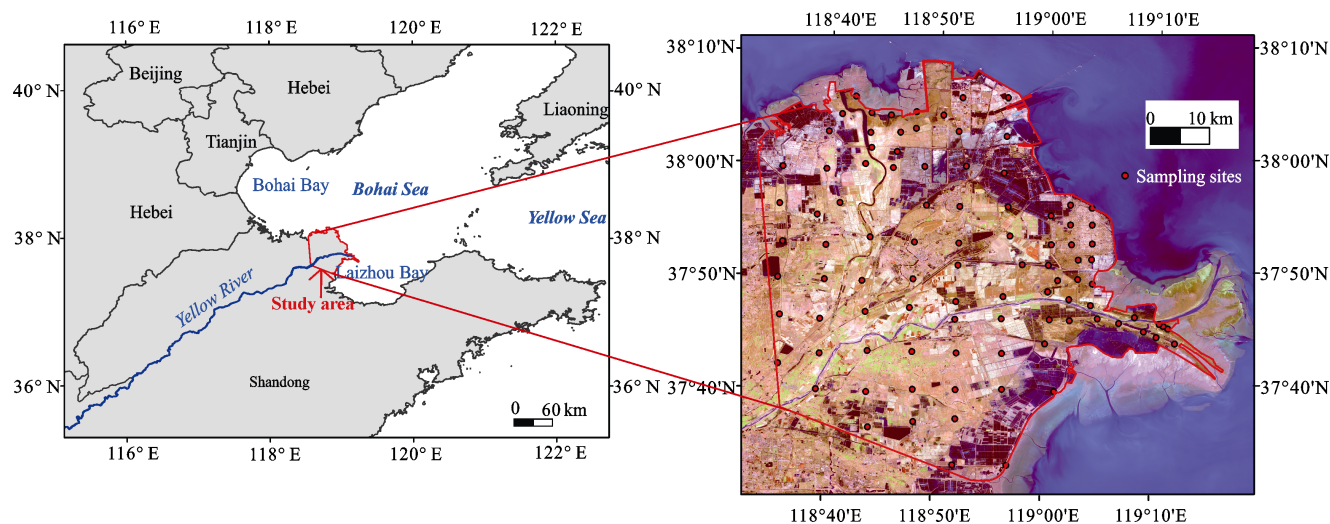 116° E
118° E
120° E
122° E
40° N
38° N
36° N
Beijing
Hebei
Tianjin
Liaoning
Bohai Bay
Bohai Sea
Hebei
Yellow Sea
Laizhou Bay
Yellow River
Study area
Shandong
0 60 km
40° N
38° N
36° N
116° E
118° E
120° E
122° E
118°40'E
118°50'E
119°00'E
119°10'E
38°10'N
38°00'N
37°50'N
37°40'N
0 10 km
Sampling sites
38°10'N
38°00'N
37°50'N
37°40'N
118°40'E
118°50'E
119°00'E
119°10'E